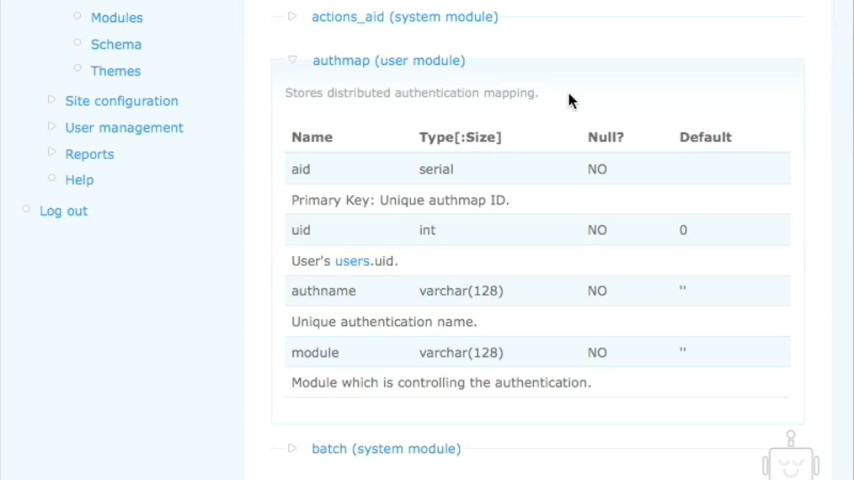 Modules
Schema
Themes
Site configuration
User management
Reports
Help
Log out
actions_aid (system module)
authmap (user module)
Stores distributed authentication mapping.
Name Type[:Size] Null? Default
aid serial NO
Primary Key: Unique authmap ID.
uid int NO 0
User's users.uid.
authname varchar(128) NO ''
Unique authentication name.
module varchar(128) NO ''
Module which is controlling the authentication.
batch (system module)